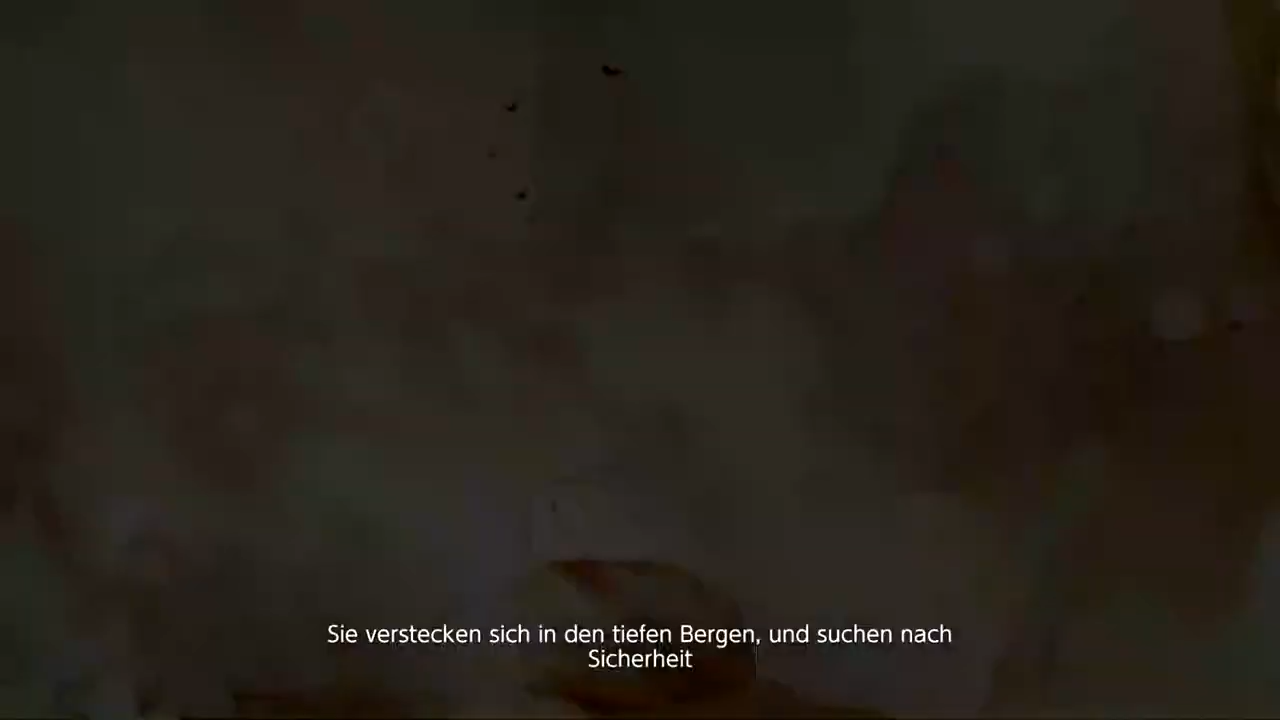 Sie verstecken sich in den tiefen Bergen, und suchen nach
Sicherheit